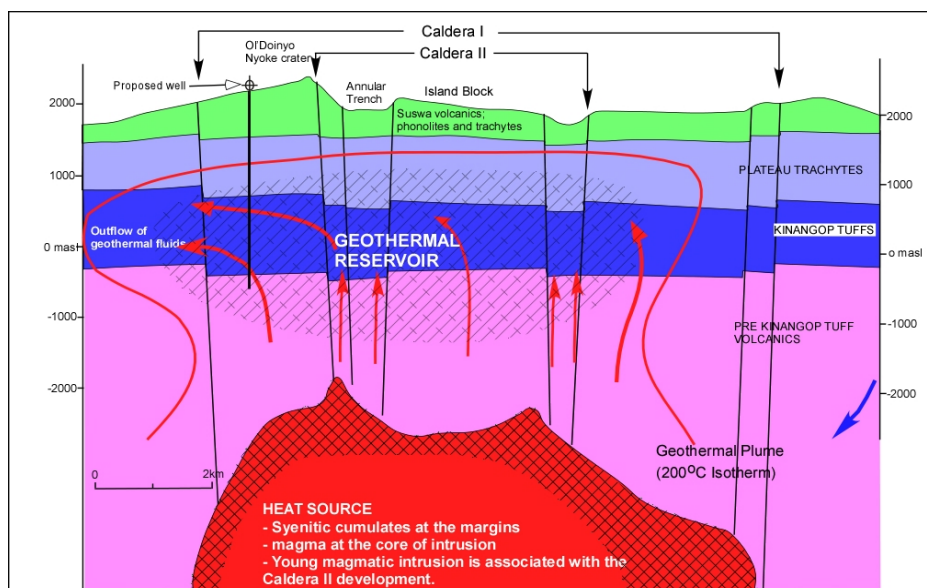 Caldera I
Caldera II
Ol'Doinyo
Nyoke crater
Proposed well
Annular
Trench
Island Block
Suswa volcanics;
phonolites and trachytes
2000
1000
0 masl
-1000
-2000
2000
1000
0 masl
-1000
-2000
PLATEAU TRACHYTES
KINANGOP TUFFS
Outflow of
geothermal fluids
GEOTHERMAL
RESERVOIR
PRE KINANGOP TUFF
VOLCANICS
Geothermal Plume
(200°C Isotherm)
0
2km
HEAT SOURCE
- Syenitic cumulates at the margins
- magma at the core of intrusion
- Young magmatic intrusion is associated with the
Caldera II development.